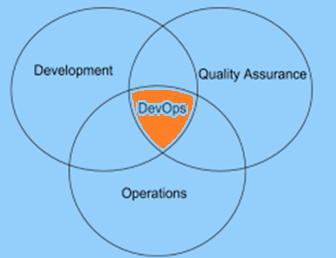 Development
Quality Assurance
DevOps
Operations